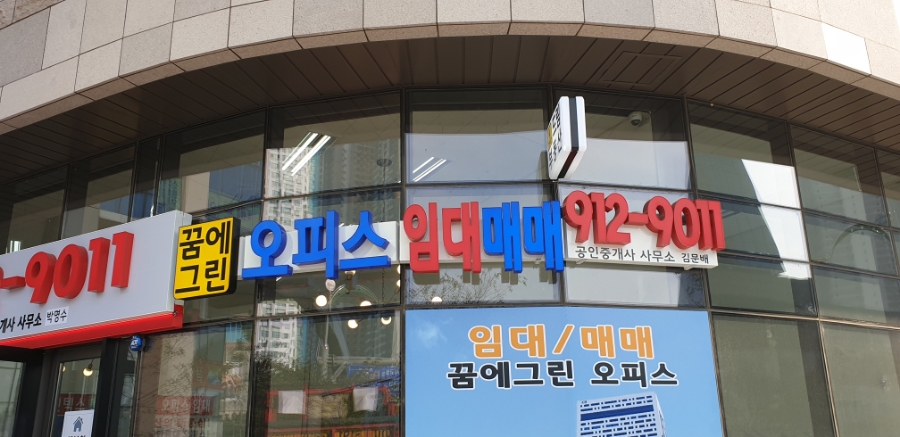 꿈에
그린
오피스 임대 매매 912-9011
공인중개사 사무소 김문배
-9011
개사 사무소 박명수
임대/매매
꿈에그린 오피스